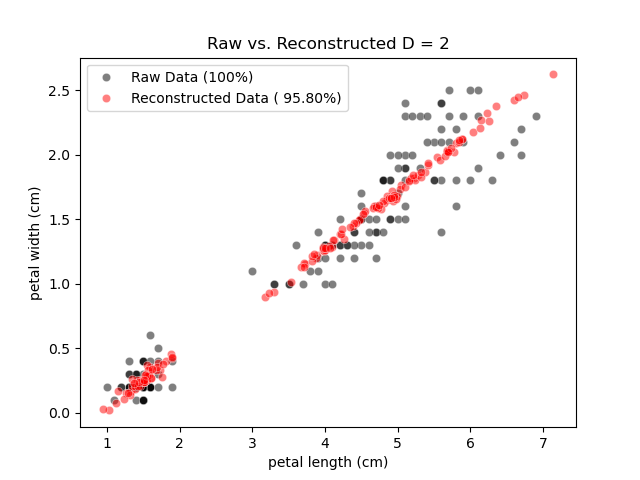 Raw vs. Reconstructed D = 2
Raw Data (100%)
Reconstructed Data ( 95.80%)
petal width (cm)
2.5
2.0
1.5
1.0
0.5
0.0
1 2 3 4 5 6 7
petal length (cm)